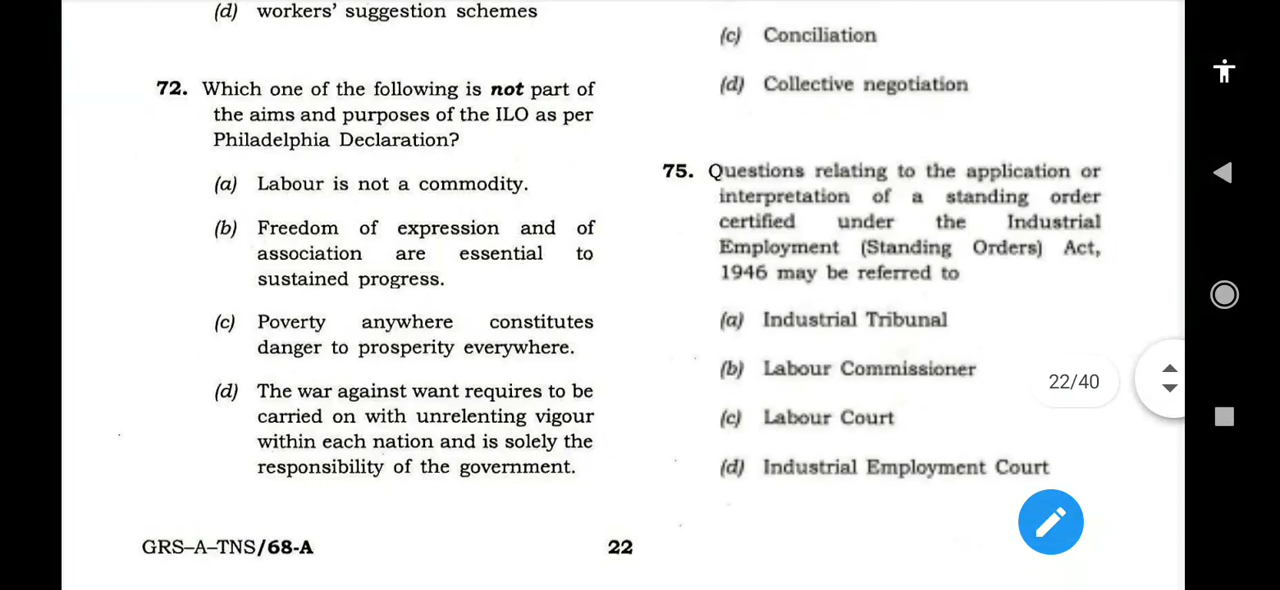 (d) workers' suggestion schemes
72. Which one of the following is not part of
the aims and purposes of the ILO as per
Philadelphia Declaration?
(a) Labour is not a commodity.
(b) Freedom of expression and of
association are essential to
sustained progress.
(c) Poverty anywhere constitutes
danger to prosperity everywhere.
(d) The war against want requires to be
carried on with unrelenting vigour
within each nation and is solely the
responsibility of the government.
(c) Conciliation
(d) Collective negotiation
75. Questions relating to the application or
interpretation of a standing order
certified under the Industrial
Employment (Standing Orders) Act,
1946 may be referred to
(a) Industrial Tribunal
(b) Labour Commissioner
(c) Labour Court
(d) Industrial Employment Court
22/40
GRS–A–TNS/68-A
22